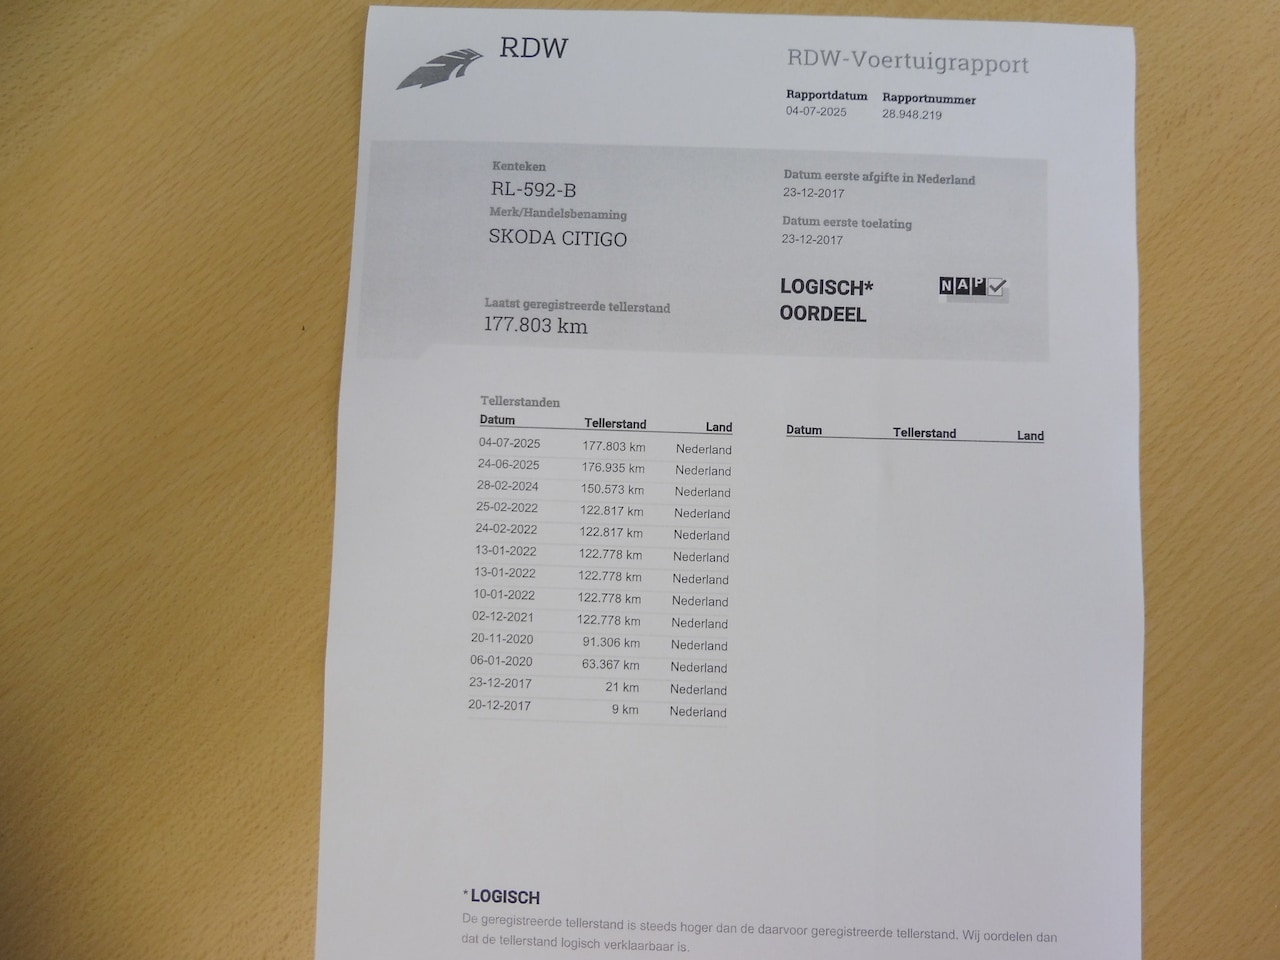 RDW
RDW-Voertuigrapport
Rapportdatum Rapportnummer
04-07-2025 28.948.219
Kenteken
RL-592-B
Merk/Handelsbenaming
SKODA CITIGO
Laatst geregistreerde tellerstand
177.803 km
Datum eerste afgifte in Nederland
23-12-2017
Datum eerste toelating
23-12-2017
LOGISCH*
OORDEEL
NAP
Tellerstanden
Datum Tellerstand Land
04-07-2025 177.803 km Nederland
24-06-2025 176.935 km Nederland
28-02-2024 150.573 km Nederland
25-02-2022 122.817 km Nederland
24-02-2022 122.817 km Nederland
13-01-2022 122.778 km Nederland
13-01-2022 122.778 km Nederland
10-01-2022 122.778 km Nederland
02-12-2021 122.778 km Nederland
20-11-2020 91.306 km Nederland
06-01-2020 63.367 km Nederland
23-12-2017 21 km Nederland
20-12-2017 9 km Nederland
Datum Tellerstand Land
*LOGISCH
De geregistreerde tellerstand is steeds hoger dan de daarvoor geregistreerde tellerstand. Wij oordelen dan
dat de tellerstand logisch verklaarbaar is.